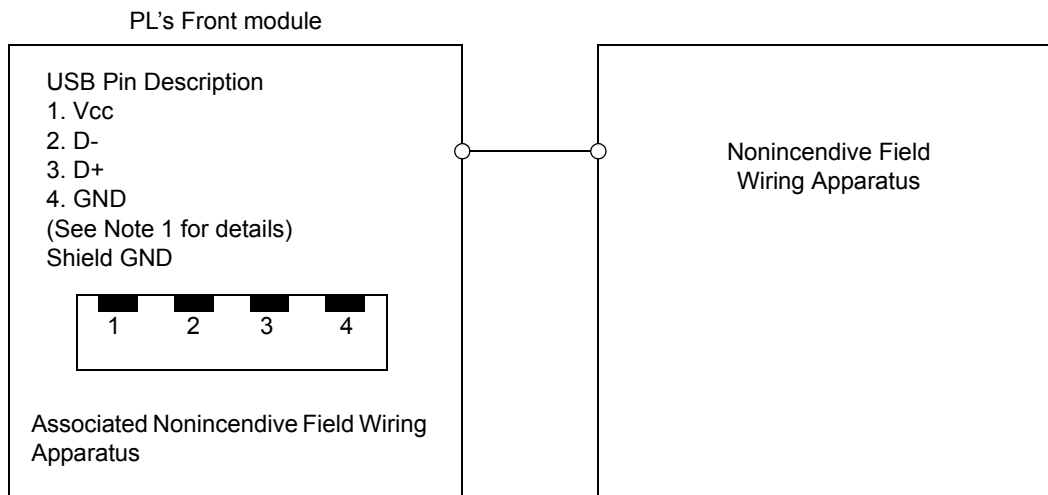 PL's Front module
USB Pin Description
1. Vcc
2. D-
3. D+
4. GND
(See Note 1 for details)
Shield GND
1 2 3 4
Associated Nonincendive Field Wiring
Apparatus
Nonincendive Field
Wiring Apparatus